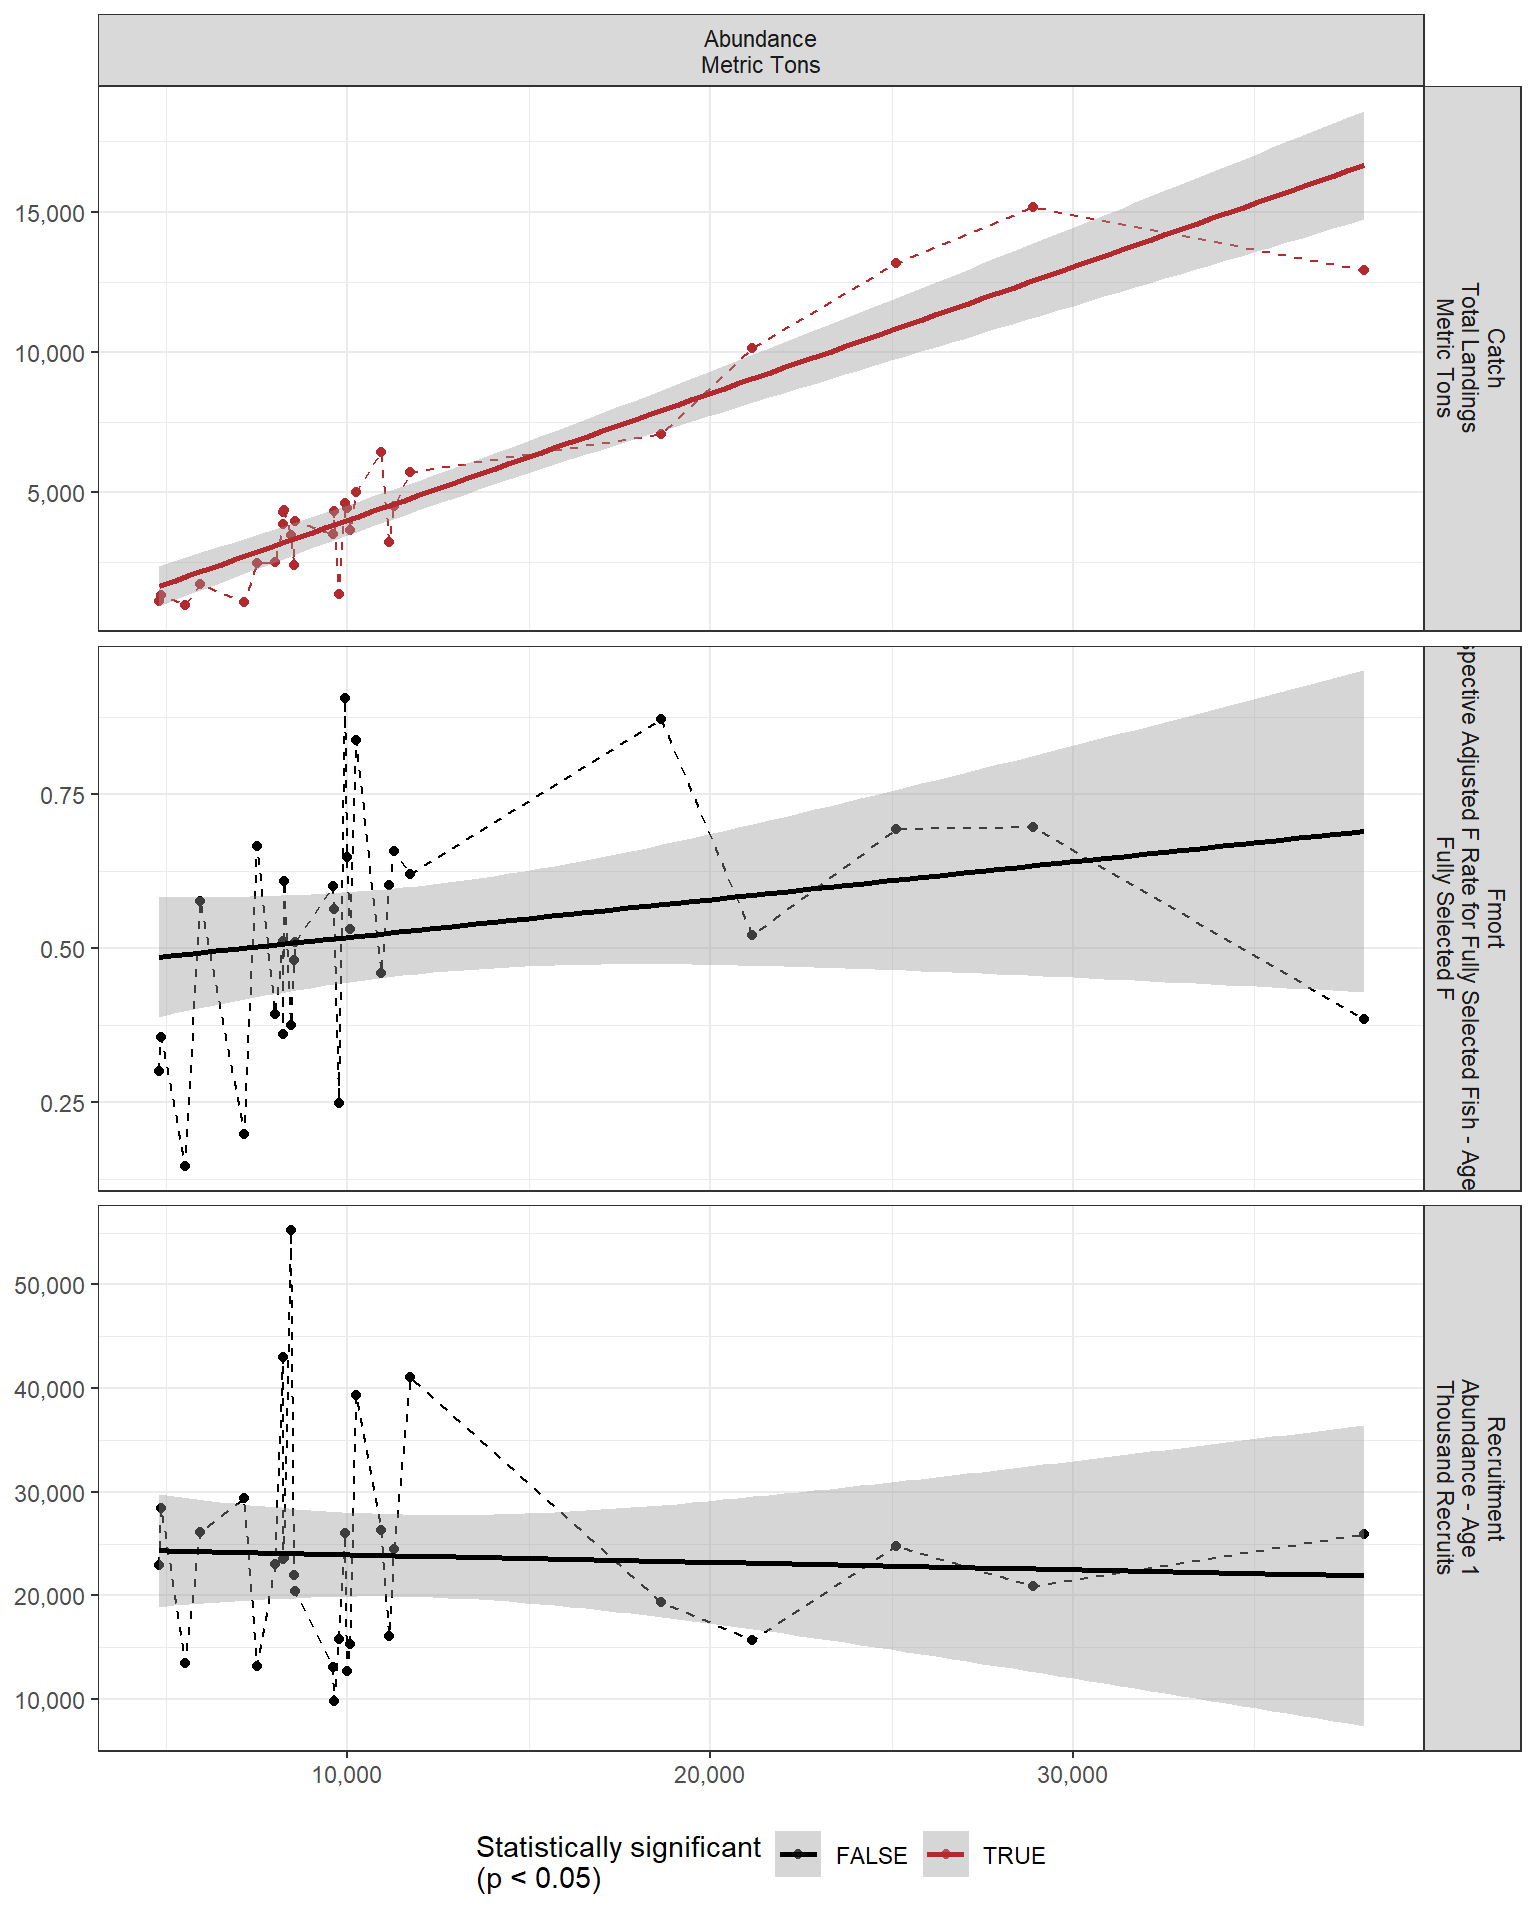 Abundance
Metric Tons
15,000
10,000
5,000
Catch
Total Landings
Metric Tons
0.75
0.50
0.25
Fmort
spective Adjusted F Rate for Fully Selected Fish - Age
Fully Selected F
50,000
40,000
30,000
20,000
10,000
Recruitment
Abundance - Age 1
Thousand Recruits
10,000 20,000 30,000
Statistically significant
(p < 0.05)
FALSE TRUE